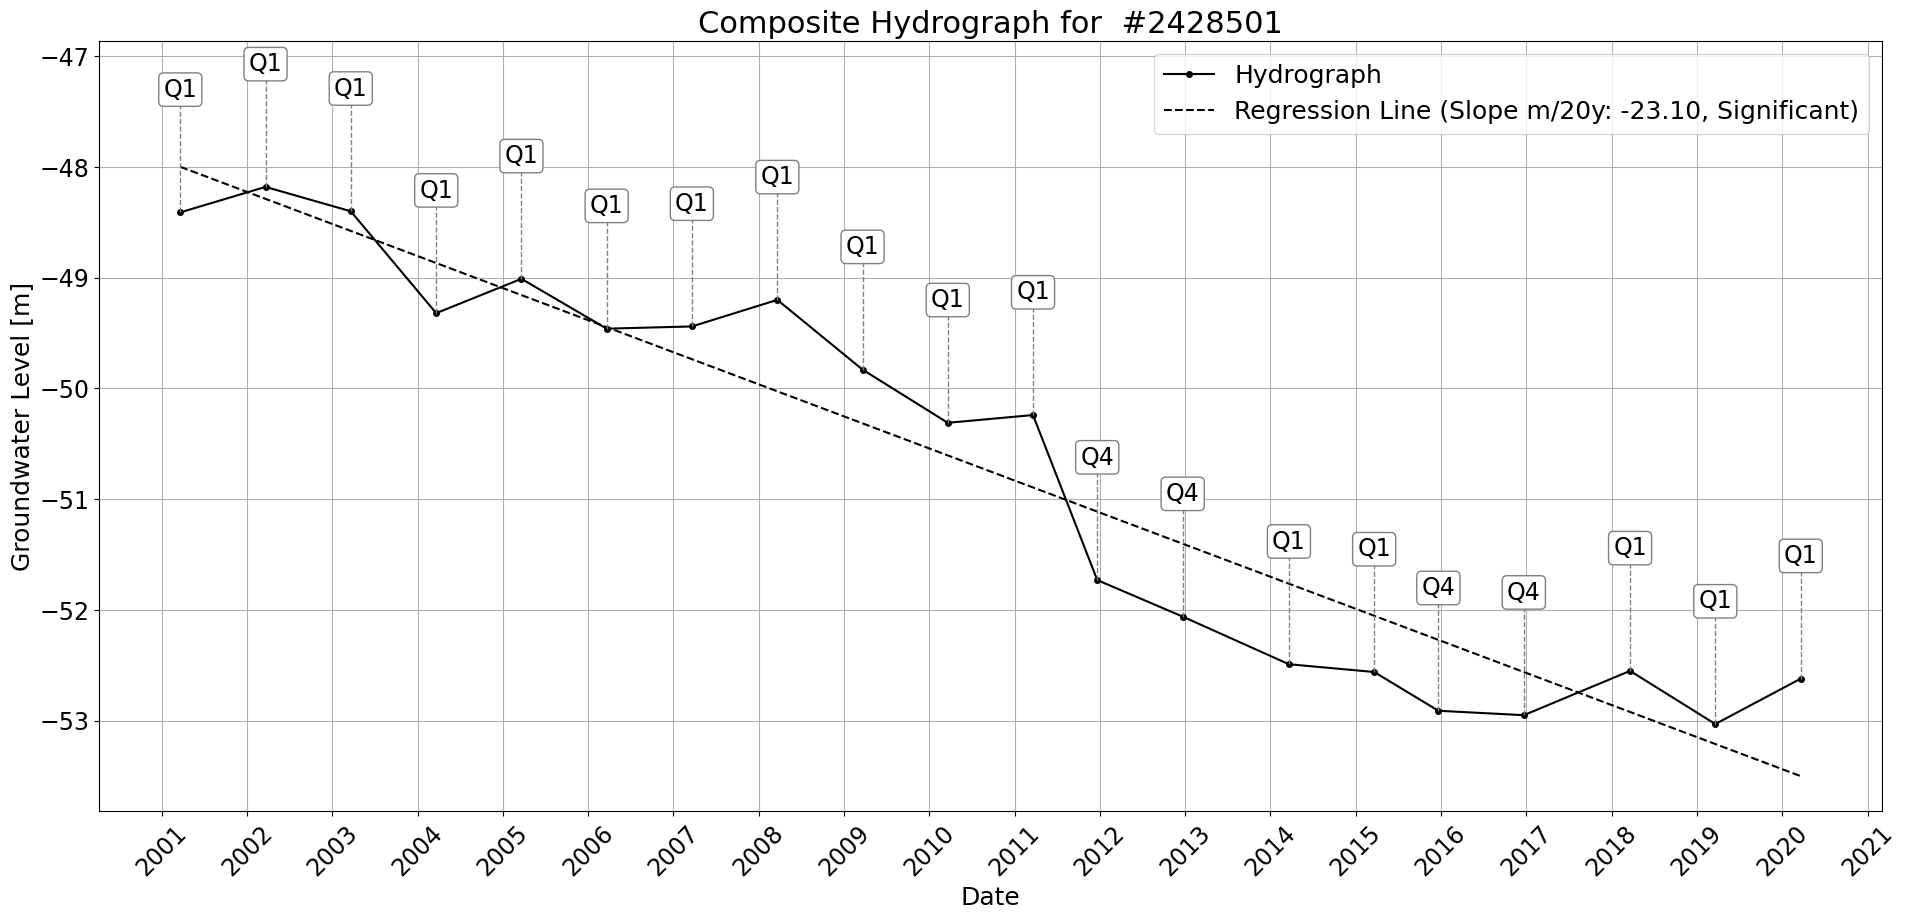 Composite Hydrograph for  #2428501
Hydrograph
Regression Line (Slope m/20y: -23.10, Significant)
Groundwater Level [m]
−47
−48
−49
−50
−51
−52
−53
Q1
Q1
Q1
Q1
Q1
Q1
Q1
Q1
Q1
Q1
Q1
Q4
Q4
Q1
Q1
Q4
Q4
Q1
Q1
Q1
2001
2002
2003
2004
2005
2006
2007
2008
2009
2010
2011
2012
2013
2014
2015
2016
2017
2018
2019
2020
2021
Date